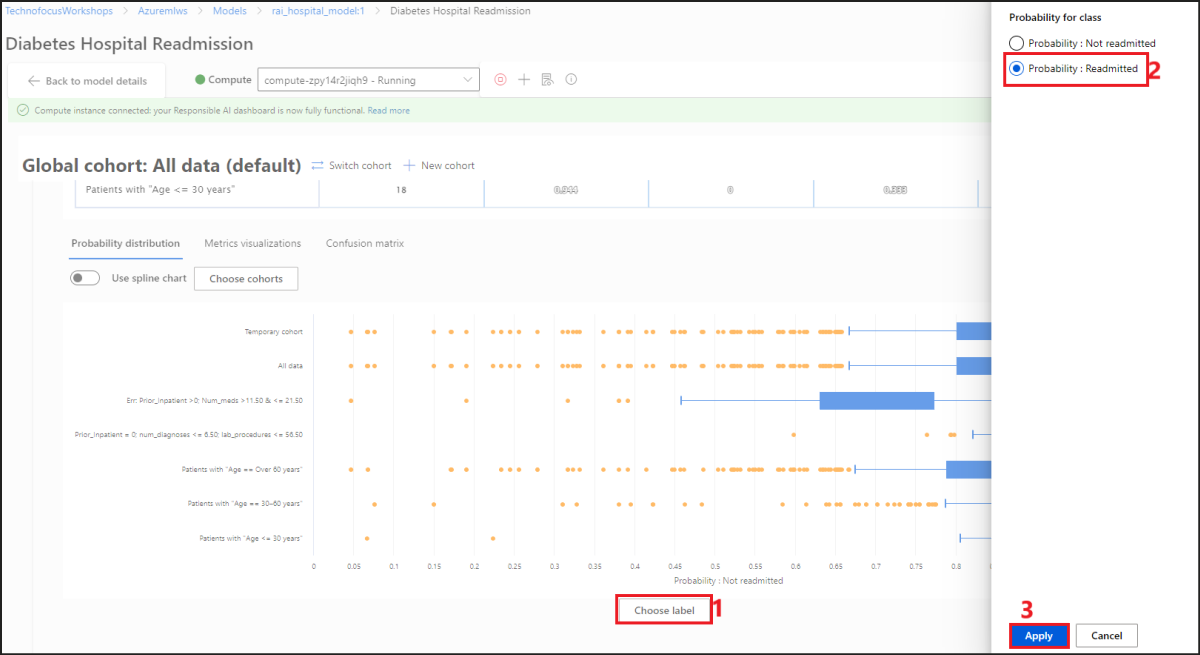 TechnofocusWorkshops > Azuremlws > Models > rai_hospital_model:1 > Diabetes Hospital Readmission
Diabetes Hospital Readmission
Back to model details
Compute compute-zpy14r2jiqh9 - Running
Compute instance connected: your Responsible AI dashboard is now fully functional. Read more
Global cohort: All data (default) Switch cohort New cohort
Patients with "Age <= 30 years" 18 0.944 0 0.333
Probability distribution Metrics visualizations Confusion matrix
Use spline chart Choose cohorts
Temporary cohort
All data
Err: Prior_Inpatient >0; Num_meds >11.50 & <= 21.50
Prior_Inpatient = 0; num_diagnoses <= 6.50; lab_procedures <= 56.50
Patients with "Age == Over 60 years"
Patients with "Age == 30–60 years"
Patients with "Age <= 30 years"
0 0.05 0.1 0.15 0.2 0.25 0.3 0.35 0.4 0.45 0.5 0.55 0.6 0.65 0.7 0.75 0.8
Probability : Not readmitted
Choose label 1
Probability for class
Probability : Not readmitted
Probability : Readmitted 2
3
Apply Cancel